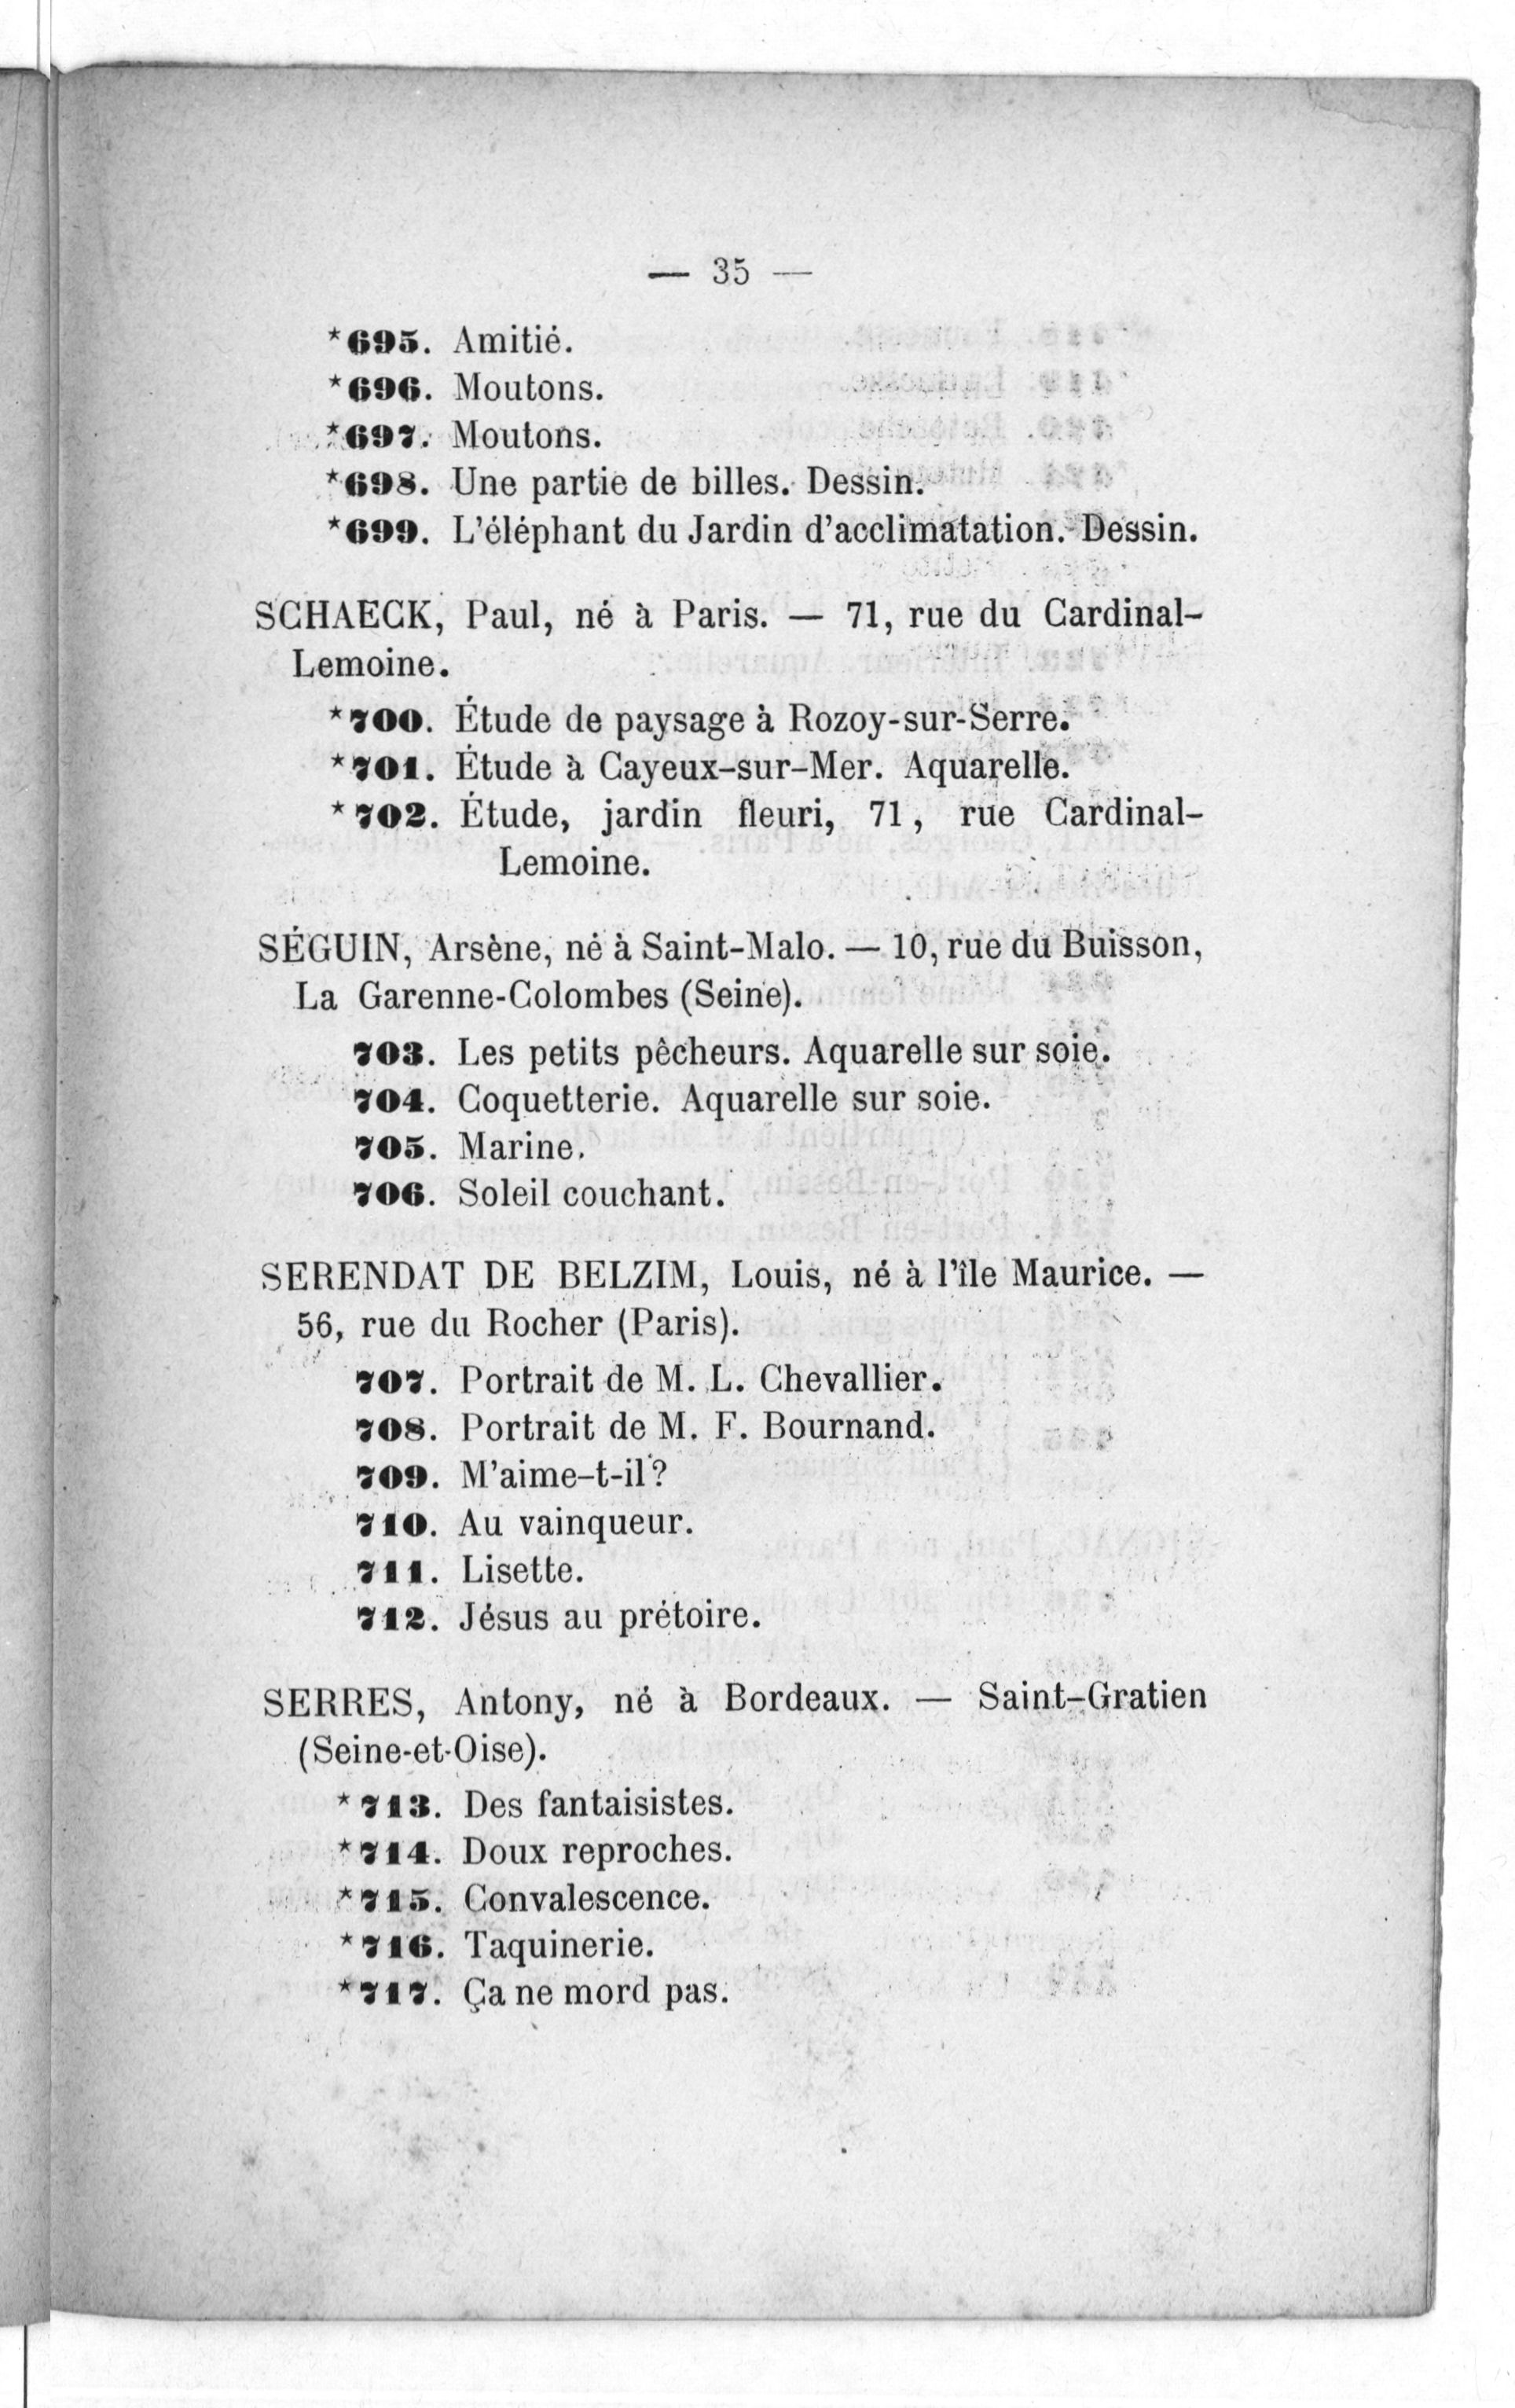 — 35 —
*695. Amitié.
*696. Moutons.
*697. Moutons.
*698. Une partie de billes. Dessin.
*699. L'éléphant du Jardin d'acclimatation. Dessin.
SCHAECK, Paul, né à Paris. — 71, rue du Cardinal-
Lemoine.
*700. Étude de paysage à Rozoy-sur-Serre.
*701. Étude à Cayeux-sur-Mer. Aquarelle.
*702. Étude, jardin fleuri, 71, rue Cardinal-
Lemoine.
SÉGUIN, Arsène, né à Saint-Malo. — 10, rue du Buisson,
La Garenne-Colombes (Seine).
703. Les petits pêcheurs. Aquarelle sur soie.
704. Coquetterie. Aquarelle sur soie.
705. Marine.
706. Soleil couchant.
SERENDAT DE BELZIM, Louis, né à l'île Maurice. —
56, rue du Rocher (Paris).
707. Portrait de M. L. Chevallier.
708. Portrait de M. F. Bournand.
709. M'aime-t-il?
710. Au vainqueur.
711. Lisette.
712. Jésus au prétoire.
SERRES, Antony, né à Bordeaux. — Saint-Gratien
(Seine-et-Oise).
*713. Des fantaisistes.
*714. Doux reproches.
*715. Convalescence.
*716. Taquinerie.
*717. Ça ne mord pas.